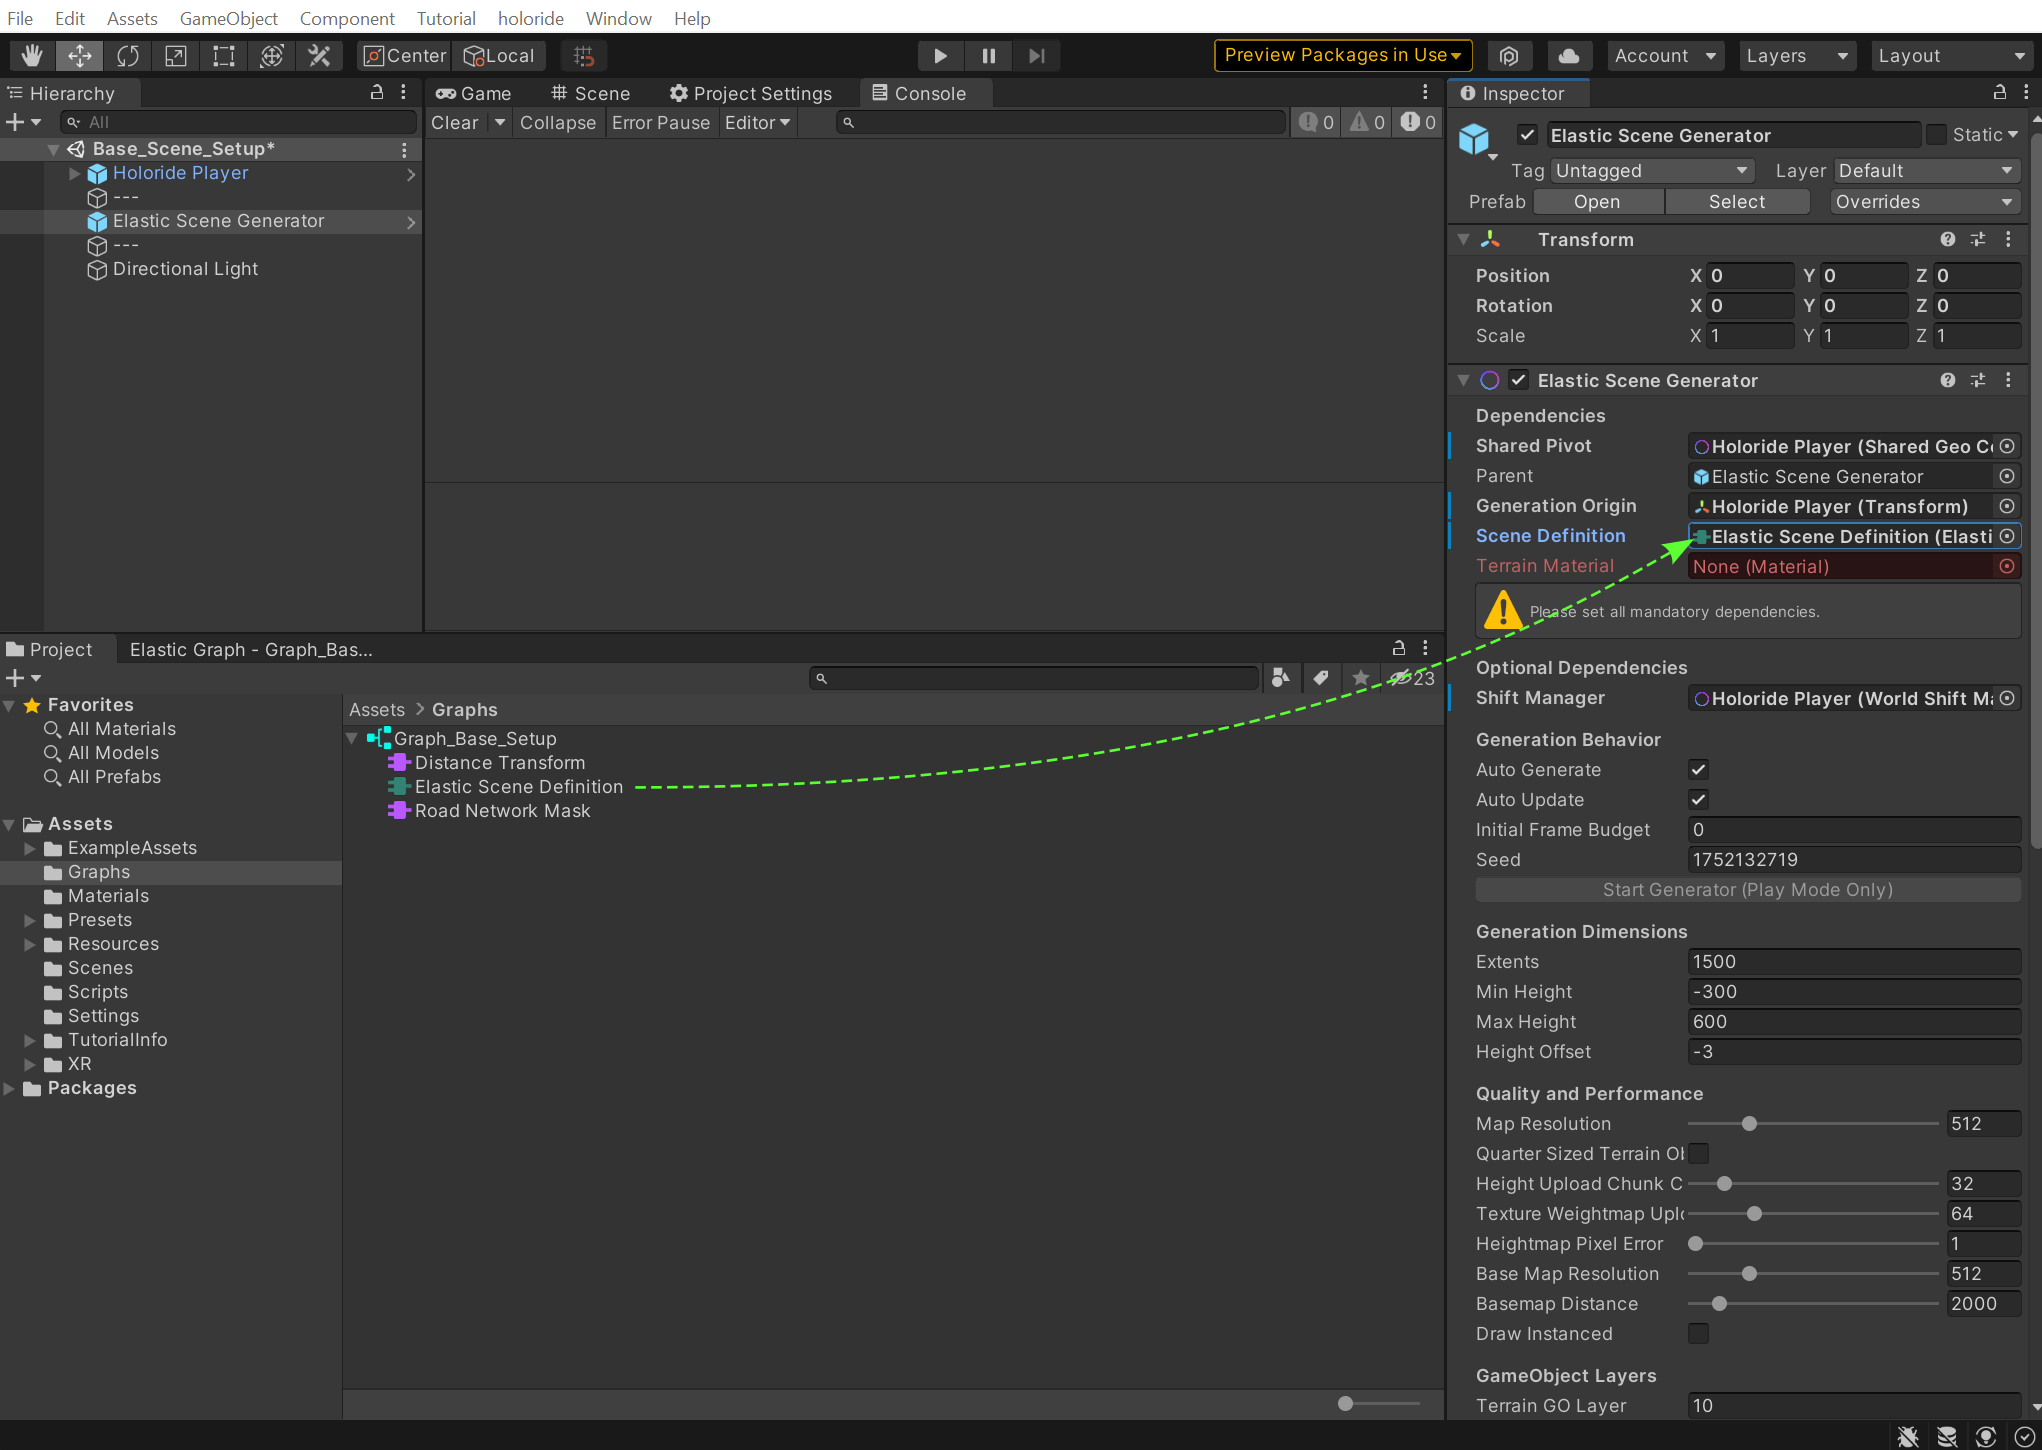 File Edit Assets GameObject Component Tutorial holoride Window Help
Center Local Preview Packages in Use Account Layers Layout
Hierarchy
All
Base_Scene_Setup*
Holoride Player
---
Elastic Scene Generator
---
Directional Light
Game Scene Project Settings Console
Clear Collapse Error Pause Editor 0 0 0
Project Elastic Graph - Graph_Bas...
23
Favorites
All Materials
All Models
All Prefabs
Assets
ExampleAssets
Graphs
Materials
Presets
Resources
Scenes
Scripts
Settings
TutorialInfo
XR
Packages
Assets > Graphs
Graph_Base_Setup
Distance Transform
Elastic Scene Definition
Road Network Mask
Inspector
Elastic Scene Generator Static
Tag Untagged Layer Default
Prefab Open Select Overrides
Transform
Position X 0 Y 0 Z 0
Rotation X 0 Y 0 Z 0
Scale X 1 Y 1 Z 1
Elastic Scene Generator
Dependencies
Shared Pivot Holoride Player (Shared Geo C
Parent Elastic Scene Generator
Generation Origin Holoride Player (Transform)
Scene Definition Elastic Scene Definition (Elasti
Terrain Material None (Material)
Please set all mandatory dependencies.
Optional Dependencies
Shift Manager Holoride Player (World Shift Ma
Generation Behavior
Auto Generate
Auto Update
Initial Frame Budget 0
Seed 1752132719
Start Generator (Play Mode Only)
Generation Dimensions
Extents 1500
Min Height -300
Max Height 600
Height Offset -3
Quality and Performance
Map Resolution 512
Quarter Sized Terrain O
Height Upload Chunk C 32
Texture Weightmap Uplo 64
Heightmap Pixel Error 1
Base Map Resolution 512
Basemap Distance 2000
Draw Instanced
GameObject Layers
Terrain GO Layer 10